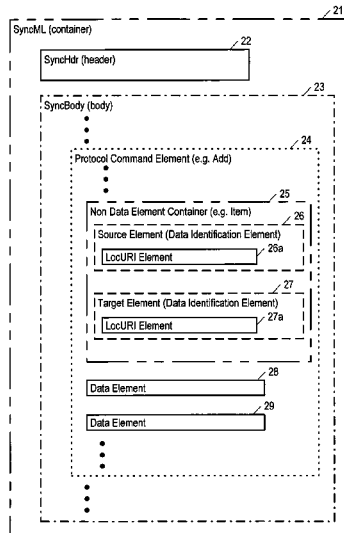 21
SyncML (container)
22
SyncHdr (header)
23
SyncBody (body)
24
Protocol Command Element (e.g. Add)
25
Non Data Element Container (e.g. Item)
26
Source Element (Data Identification Element)
26a
LocURI Element
27
Target Element (Data Identification Element)
27a
LocURI Element
28
Data Element
29
Data Element